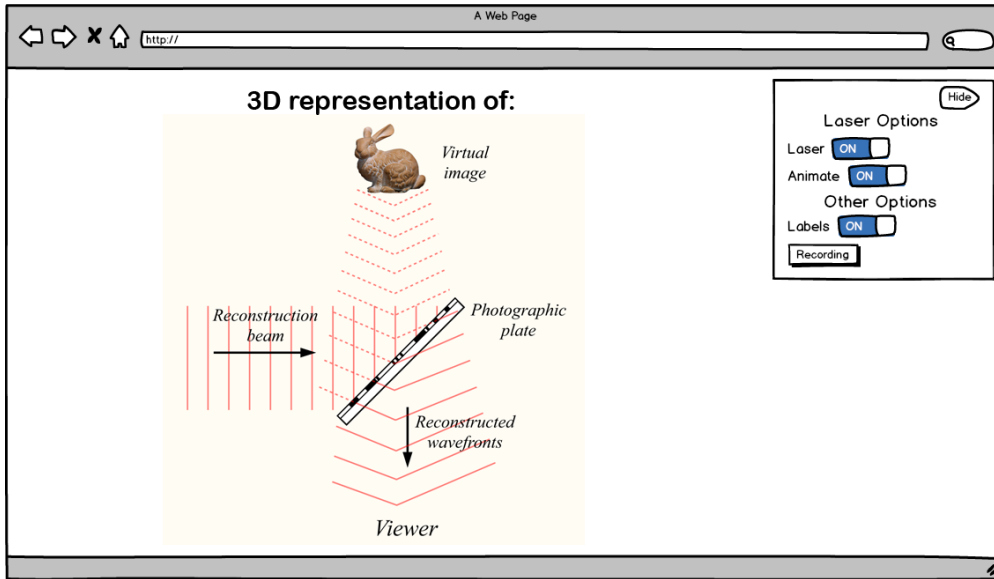 A Web Page
http://
3D representation of:
Virtual
image
Reconstruction
beam
Photographic
plate
Reconstructed
wavefronts
Viewer
Hide
Laser Options
Laser ON
Animate ON
Other Options
Labels ON
Recording